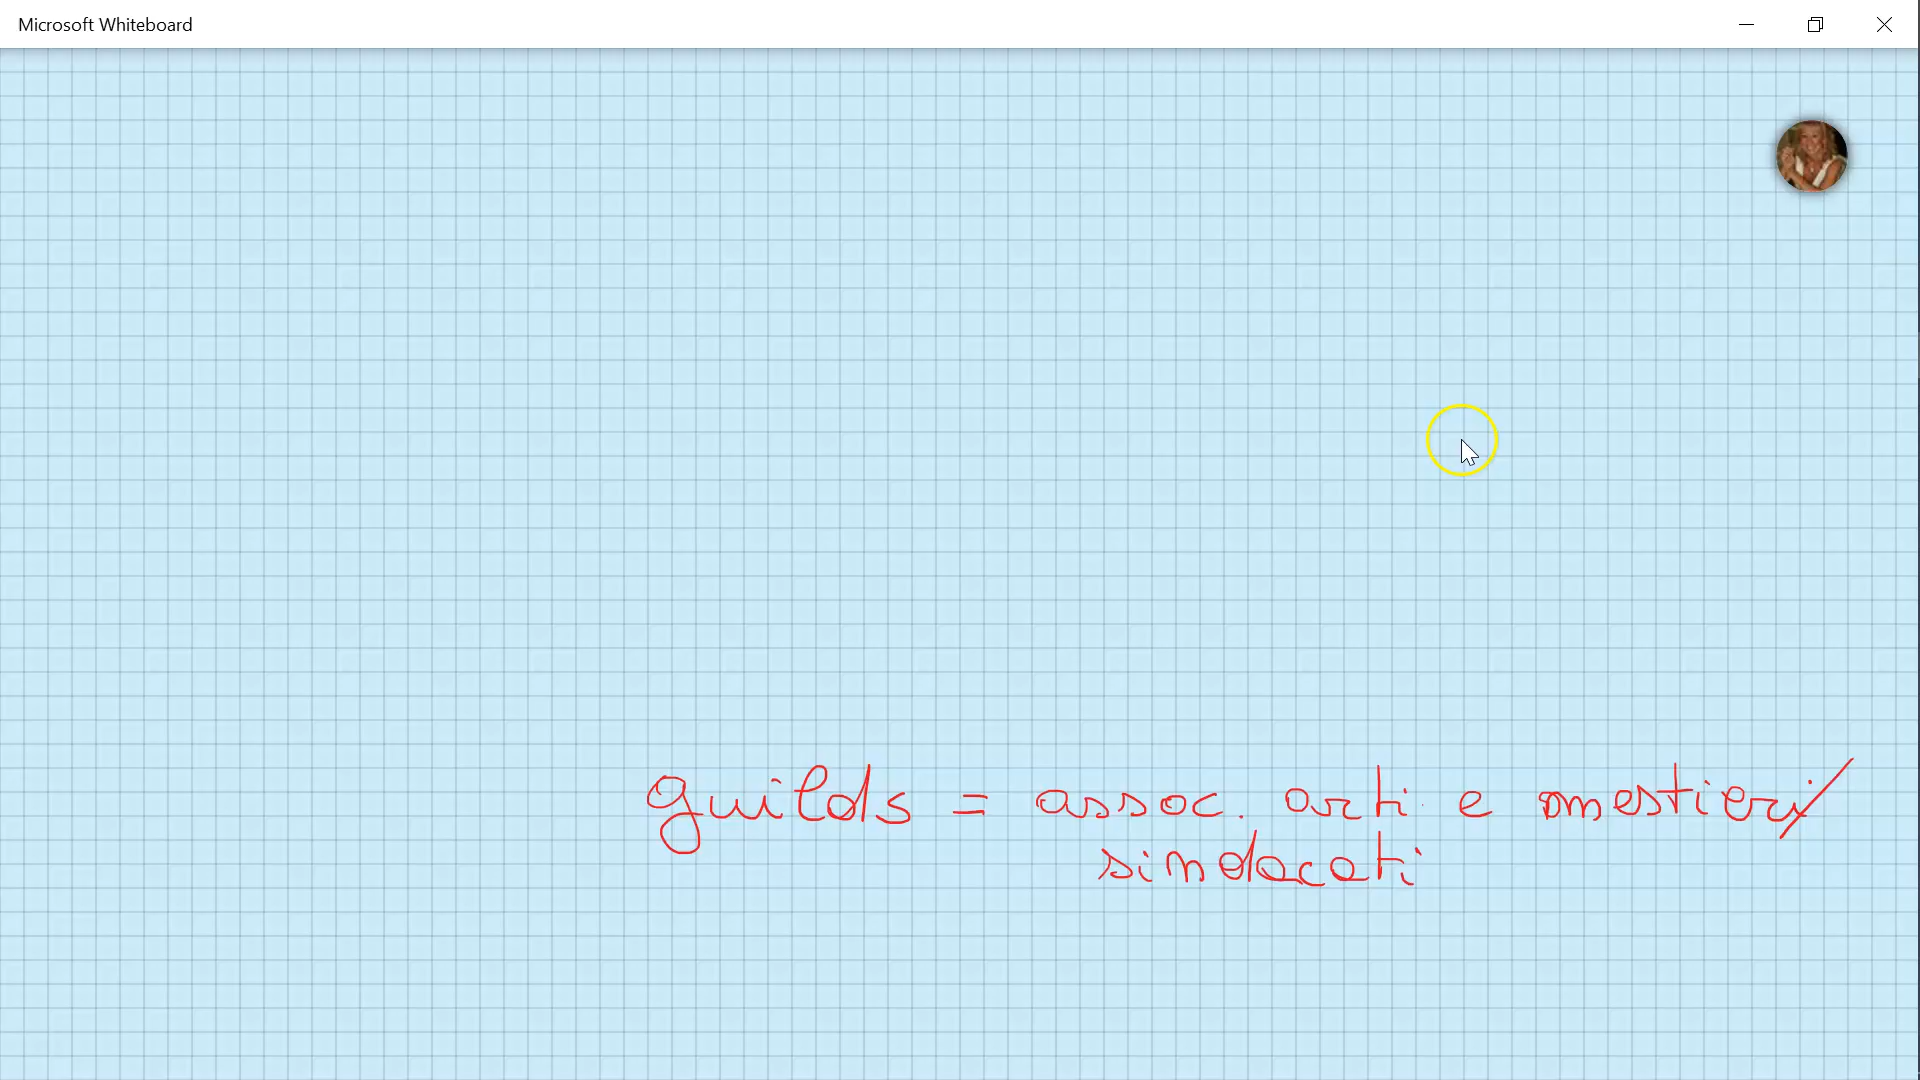 Microsoft Whiteboard
guilds = assoc. arti e mestieri/
sindacati